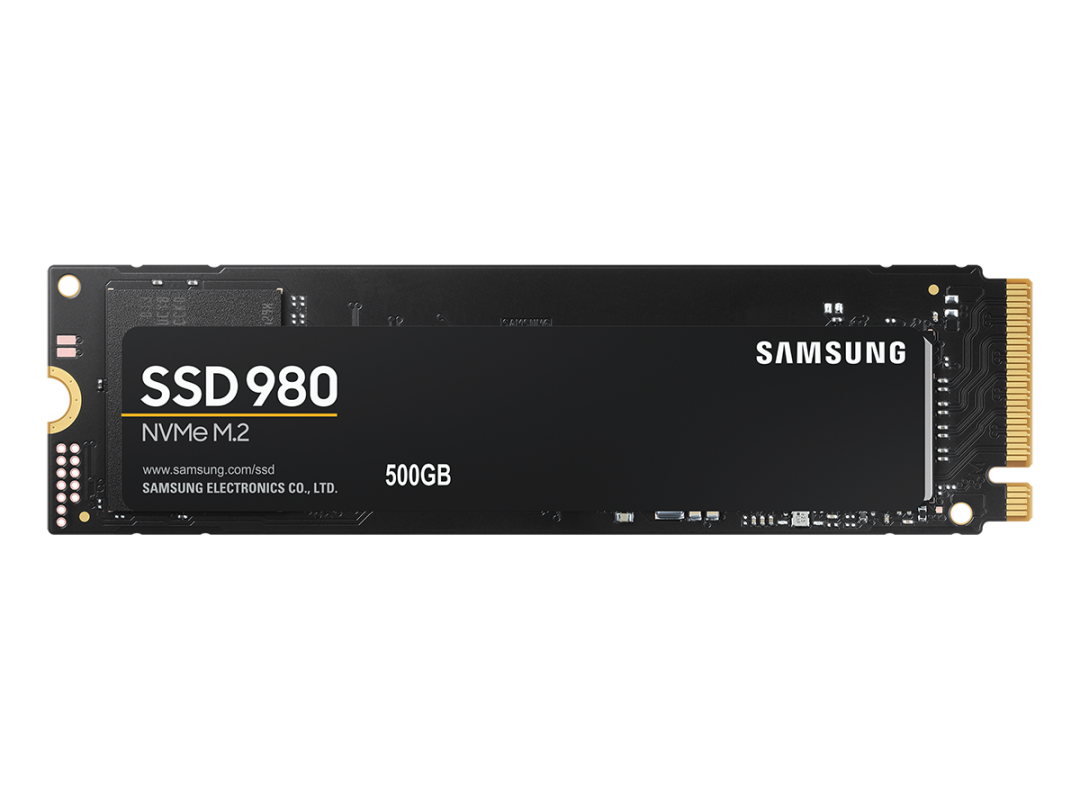 SAMSUNG
SSD 980
NVMe M.2
www.samsung.com/ssd
SAMSUNG ELECTRONICS CO., LTD.
500GB